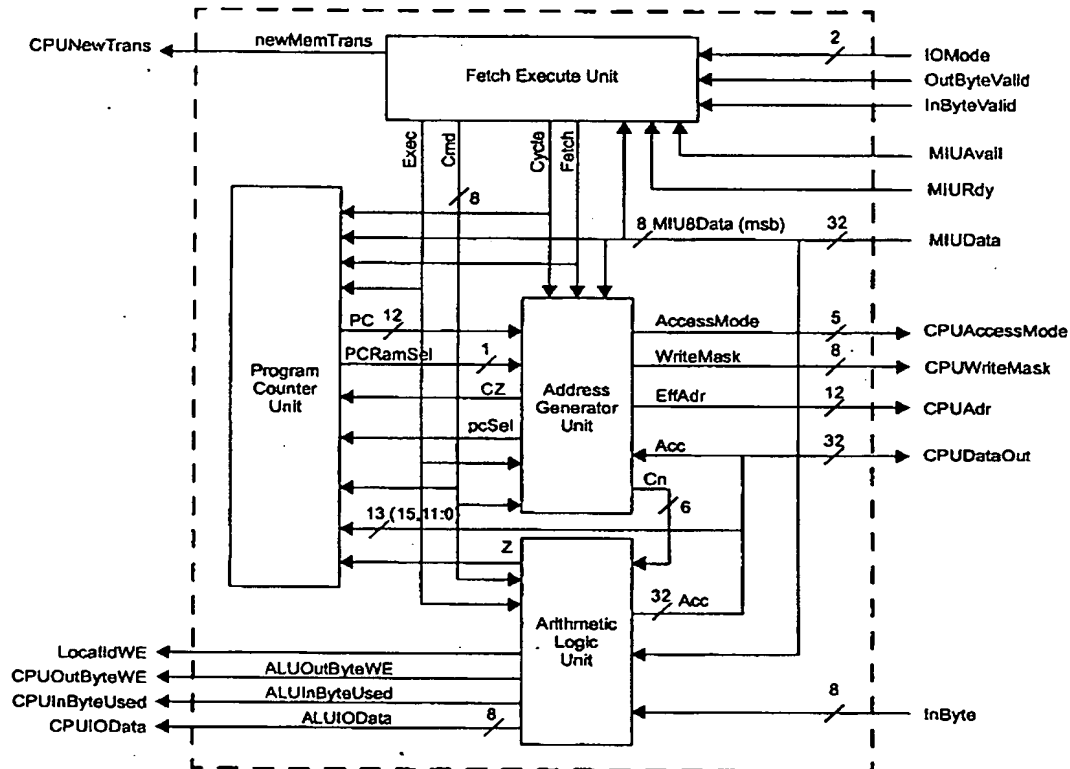 CPUNewTrans
newMemTrans
Fetch Execute Unit
2
IOMode
OutByteValid
InByteValid
MIUAvail
MIURdy
Exec
Cmd
Cycle
Fetch
8
8
MIU8Data (msb)
32
MIUData
PC
12
PCRamSel
1
CZ
pcSel
Program
Counter
Unit
Address
Generator
Unit
AccessMode
5
CPUAccessMode
WriteMask
8
CPUWriteMask
EffAdr
12
CPUAdr
Acc
32
CPUDataOut
Cn
6
13 (15,11:0)
Z
32
Acc
Arithmetic
Logic
Unit
LocalIdWE
CPUOutByteWE
ALUOutByteWE
CPUInByteUsed
ALUInByteUsed
CPUIOData
ALUIOData
8
8
InByte